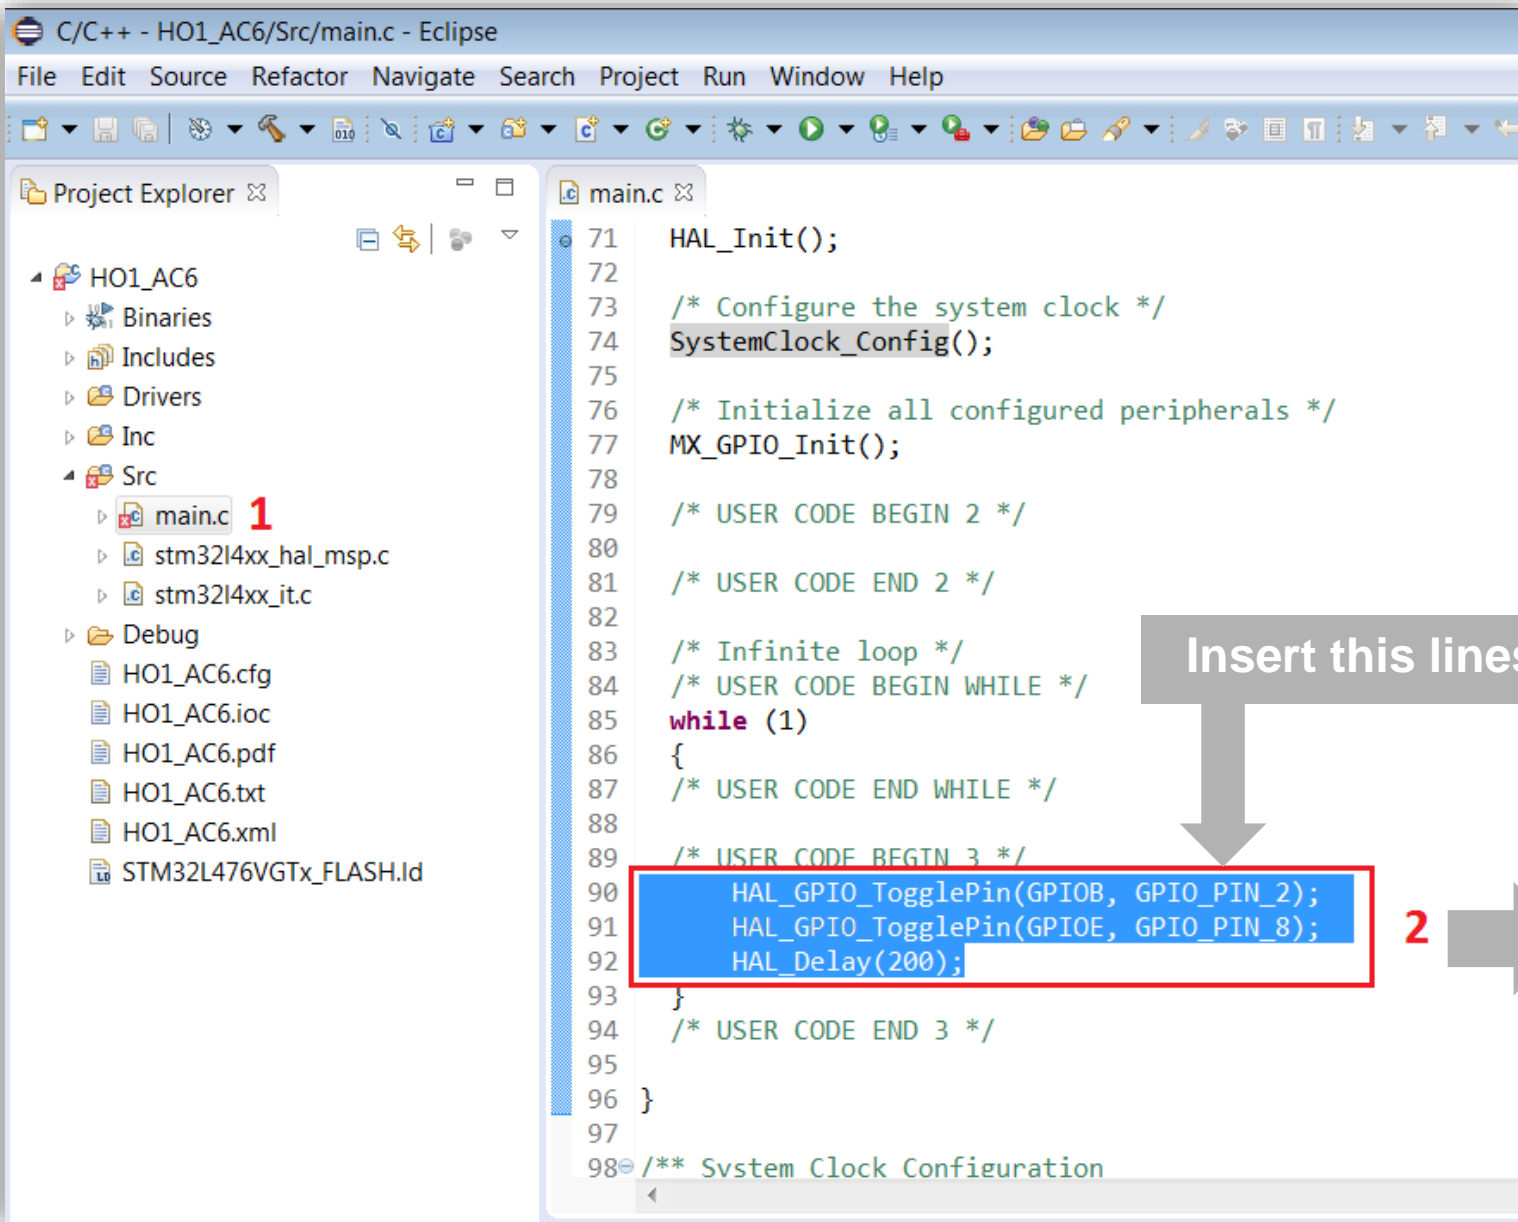 C/C++ - HO1_AC6/Src/main.c - Eclipse
File Edit Source Refactor Navigate Search Project Run Window Help
Project Explorer
HO1_AC6
Binaries
Includes
Drivers
Inc
Src
main.c 1
stm32l4xx_hal_msp.c
stm32l4xx_it.c
Debug
HO1_AC6.cfg
HO1_AC6.ioc
HO1_AC6.pdf
HO1_AC6.txt
HO1_AC6.xml
STM32L476VGTx_FLASH.ld
main.c
71 HAL_Init();
72
73 /* Configure the system clock */
74 SystemClock_Config();
75
76 /* Initialize all configured peripherals */
77 MX_GPIO_Init();
78
79 /* USER CODE BEGIN 2 */
80
81 /* USER CODE END 2 */
82
83 /* Infinite loop */
84 /* USER CODE BEGIN WHILE */
85 while (1)
86 {
87 /* USER CODE END WHILE */
88
89 /* USER CODE BEGIN 3 */
90 HAL_GPIO_TogglePin(GPIOB, GPIO_PIN_2);
91 HAL_GPIO_TogglePin(GPIOE, GPIO_PIN_8);
92 HAL_Delay(200);
93 }
94 /* USER CODE END 3 */
95
96 }
97
98 /** System Clock Configuration
Insert this lines
2